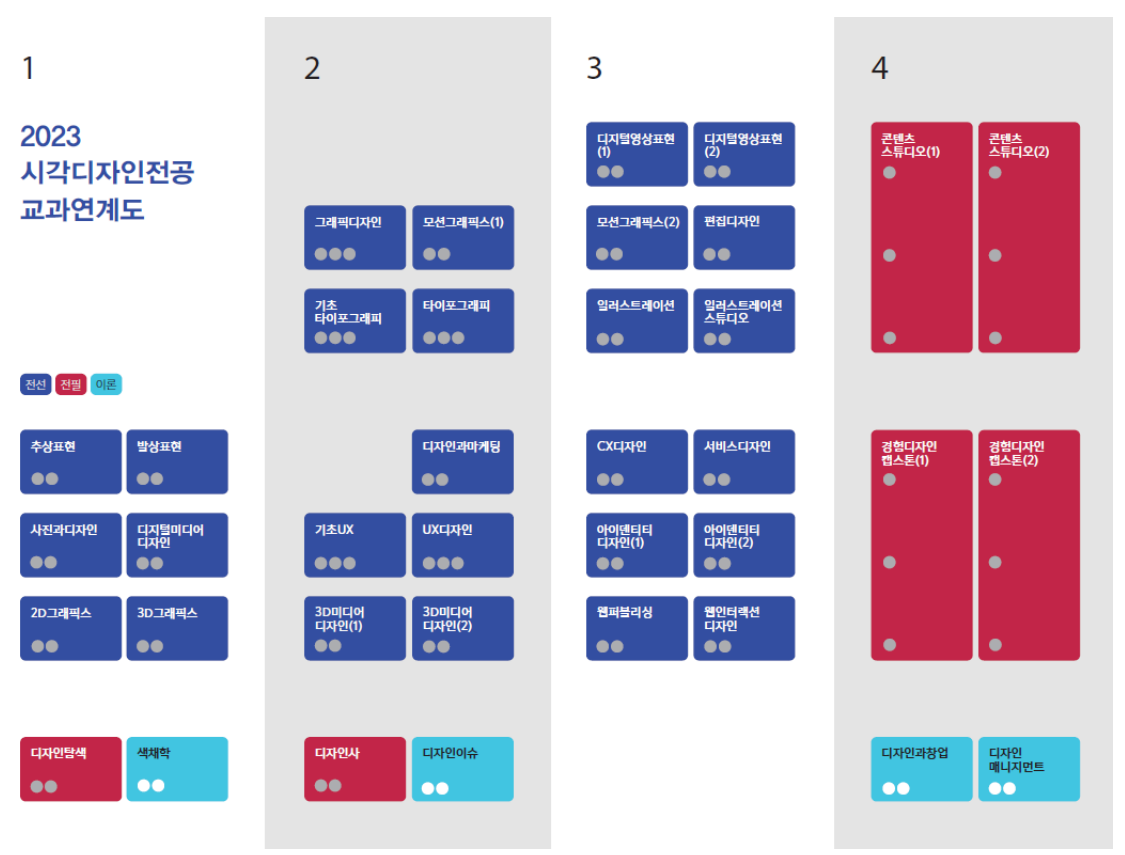 1
2023
시각디자인전공
교과연계도
전선 전필 이론
추상표현
발상표현
사진과디자인
디지털미디어
디자인
2D그래픽스
3D그래픽스
디자인탐색
색채학
2
그래픽디자인
모션그래픽스(1)
기초
타이포그래피
타이포그래피
디자인과마케팅
기초UX
UX디자인
3D미디어
디자인(1)
3D미디어
디자인(2)
디자인사
디자인이슈
3
디지털영상표현
(1)
디지털영상표현
(2)
모션그래픽스(2)
편집디자인
일러스트레이션
일러스트레이션
스튜디오
CX디자인
서비스디자인
아이덴티티
디자인(1)
아이덴티티
디자인(2)
웹퍼블리싱
웹인터랙션
디자인
4
콘텐츠
스튜디오(1)
콘텐츠
스튜디오(2)
경험디자인
캡스톤(1)
경험디자인
캡스톤(2)
디자인과창업
디자인
매니지먼트